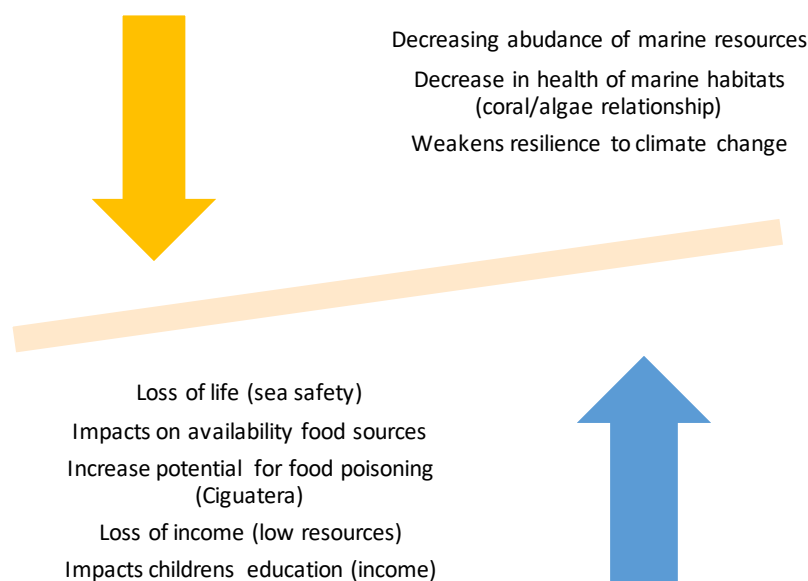 Decreasing abudance of marine resources
Decrease in health of marine habitats
(coral/algae relationship)
Weakens resilience to climate change
Loss of life (sea safety)
Impacts on availability food sources
Increase potential for food poisoning
(Ciguatera)
Loss of income (low resources)
Impacts childrens education (income)